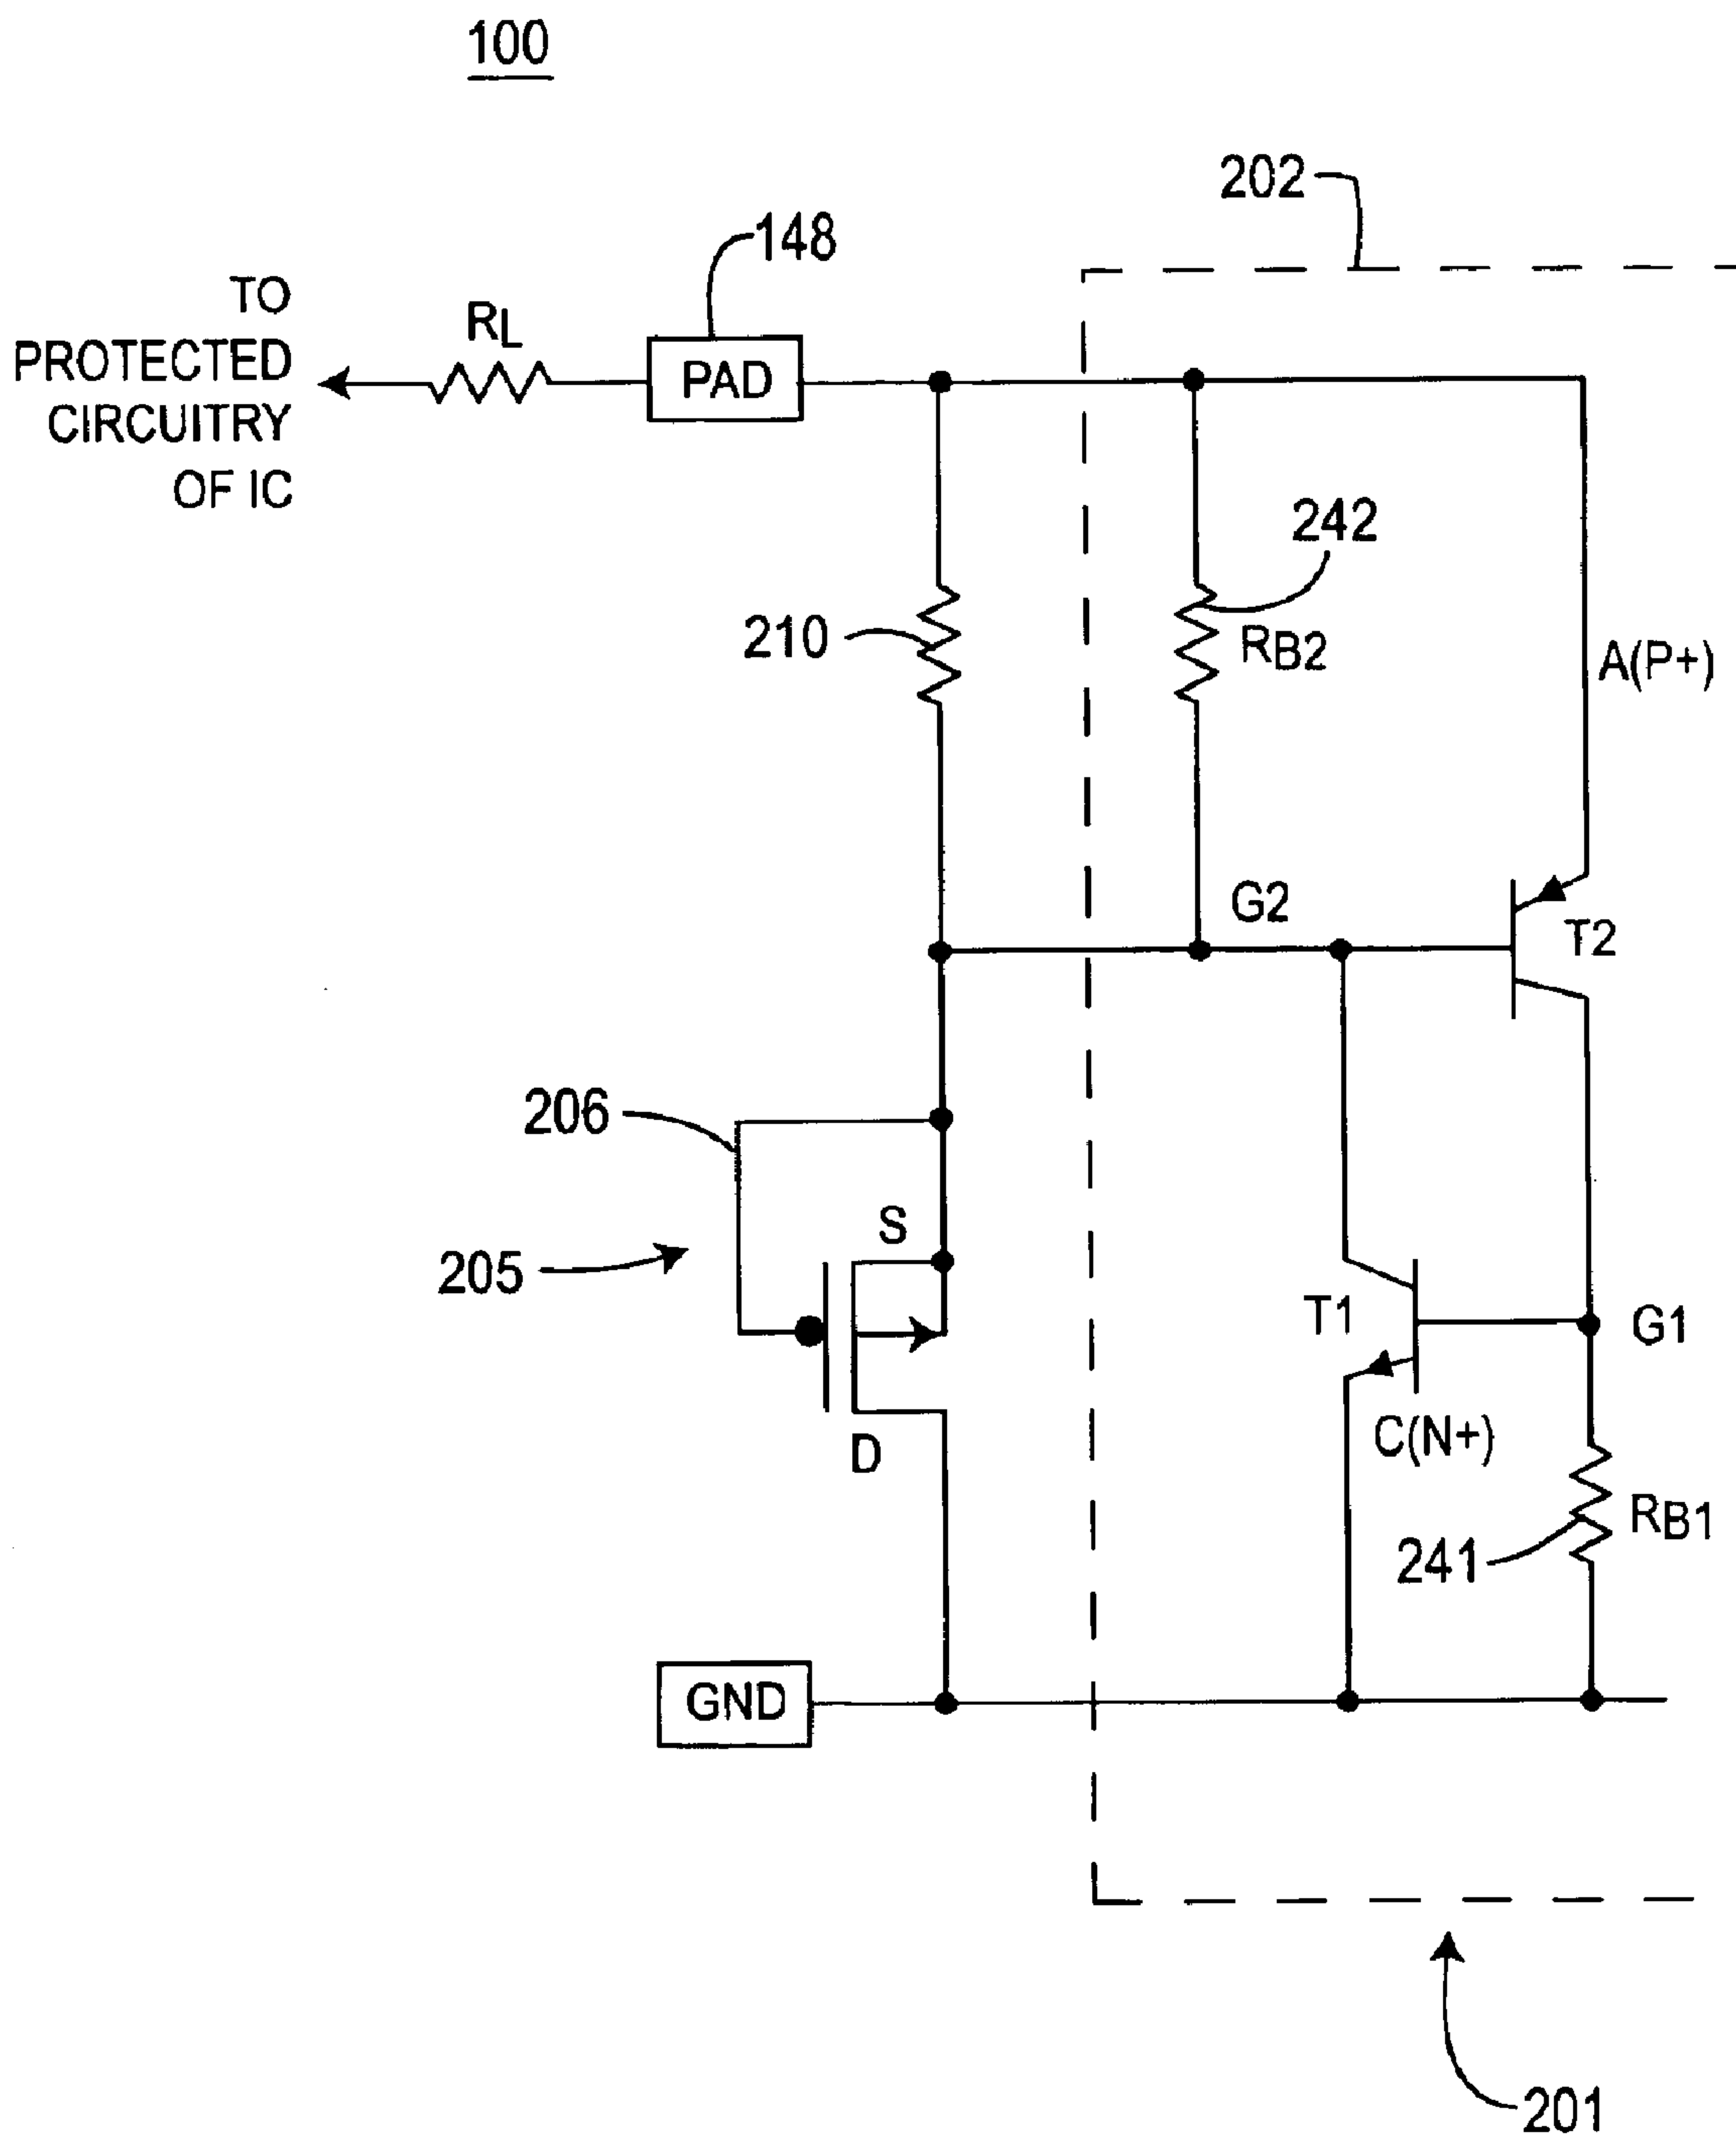 100
202
148
TO
PROTECTED
CIRCUITRY
OF IC
RL
PAD
242
210
RB2
A(P+)
G2
T2
206
S
205
T1
G1
D
C(N+)
RB1
241
GND
201